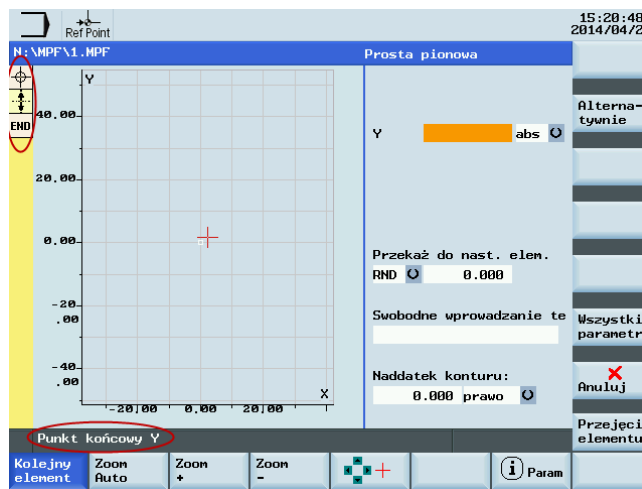 Ref Point
15:20:48
2014/04/2
N:\MPF\1.MPF
Prosta pionowa
Y
40.00
END
20.00
0.00
-20
.00
-40
.00
-20.00
0.00
20.00
X
Y
abs
Przekaż do nast. elem.
RND
0.000
Swobodne wprowadzanie te
Naddatek konturu:
0.000 prawo
Alterna-
tywnie
Wszystki
parametr
Anuluj
Przejęci
elementu
Punkt końcowy Y
Kolejny
element
Zoom
Auto
Zoom
+
Zoom
-
i Param